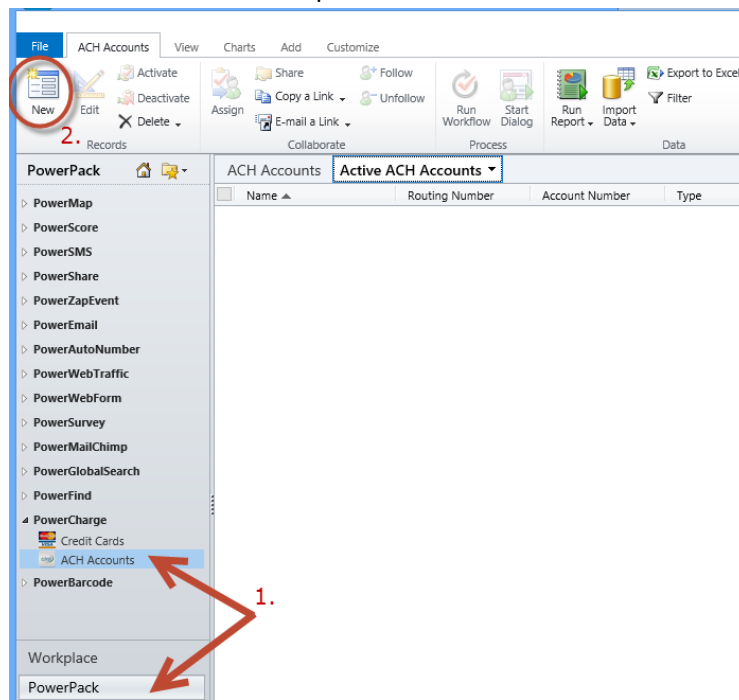 File ACH Accounts View Charts Add Customize
New
Edit
Activate
Deactivate
Delete
Records
Assign
Share
Copy a Link
E-mail a Link
Follow
Unfollow
Collaborate
Run Workflow
Start Dialog
Process
Run Report
Import Data
Export to Excel
Filter
Data
2.
PowerPack
ACH Accounts Active ACH Accounts
Name Routing Number Account Number Type
PowerMap
PowerScore
PowerSMS
PowerShare
PowerZapEvent
PowerEmail
PowerAutoNumber
PowerWebTraffic
PowerWebForm
PowerSurvey
PowerMailChimp
PowerGlobalSearch
PowerFind
PowerCharge
Credit Cards
ACH Accounts
PowerBarcode
1.
Workplace
PowerPack